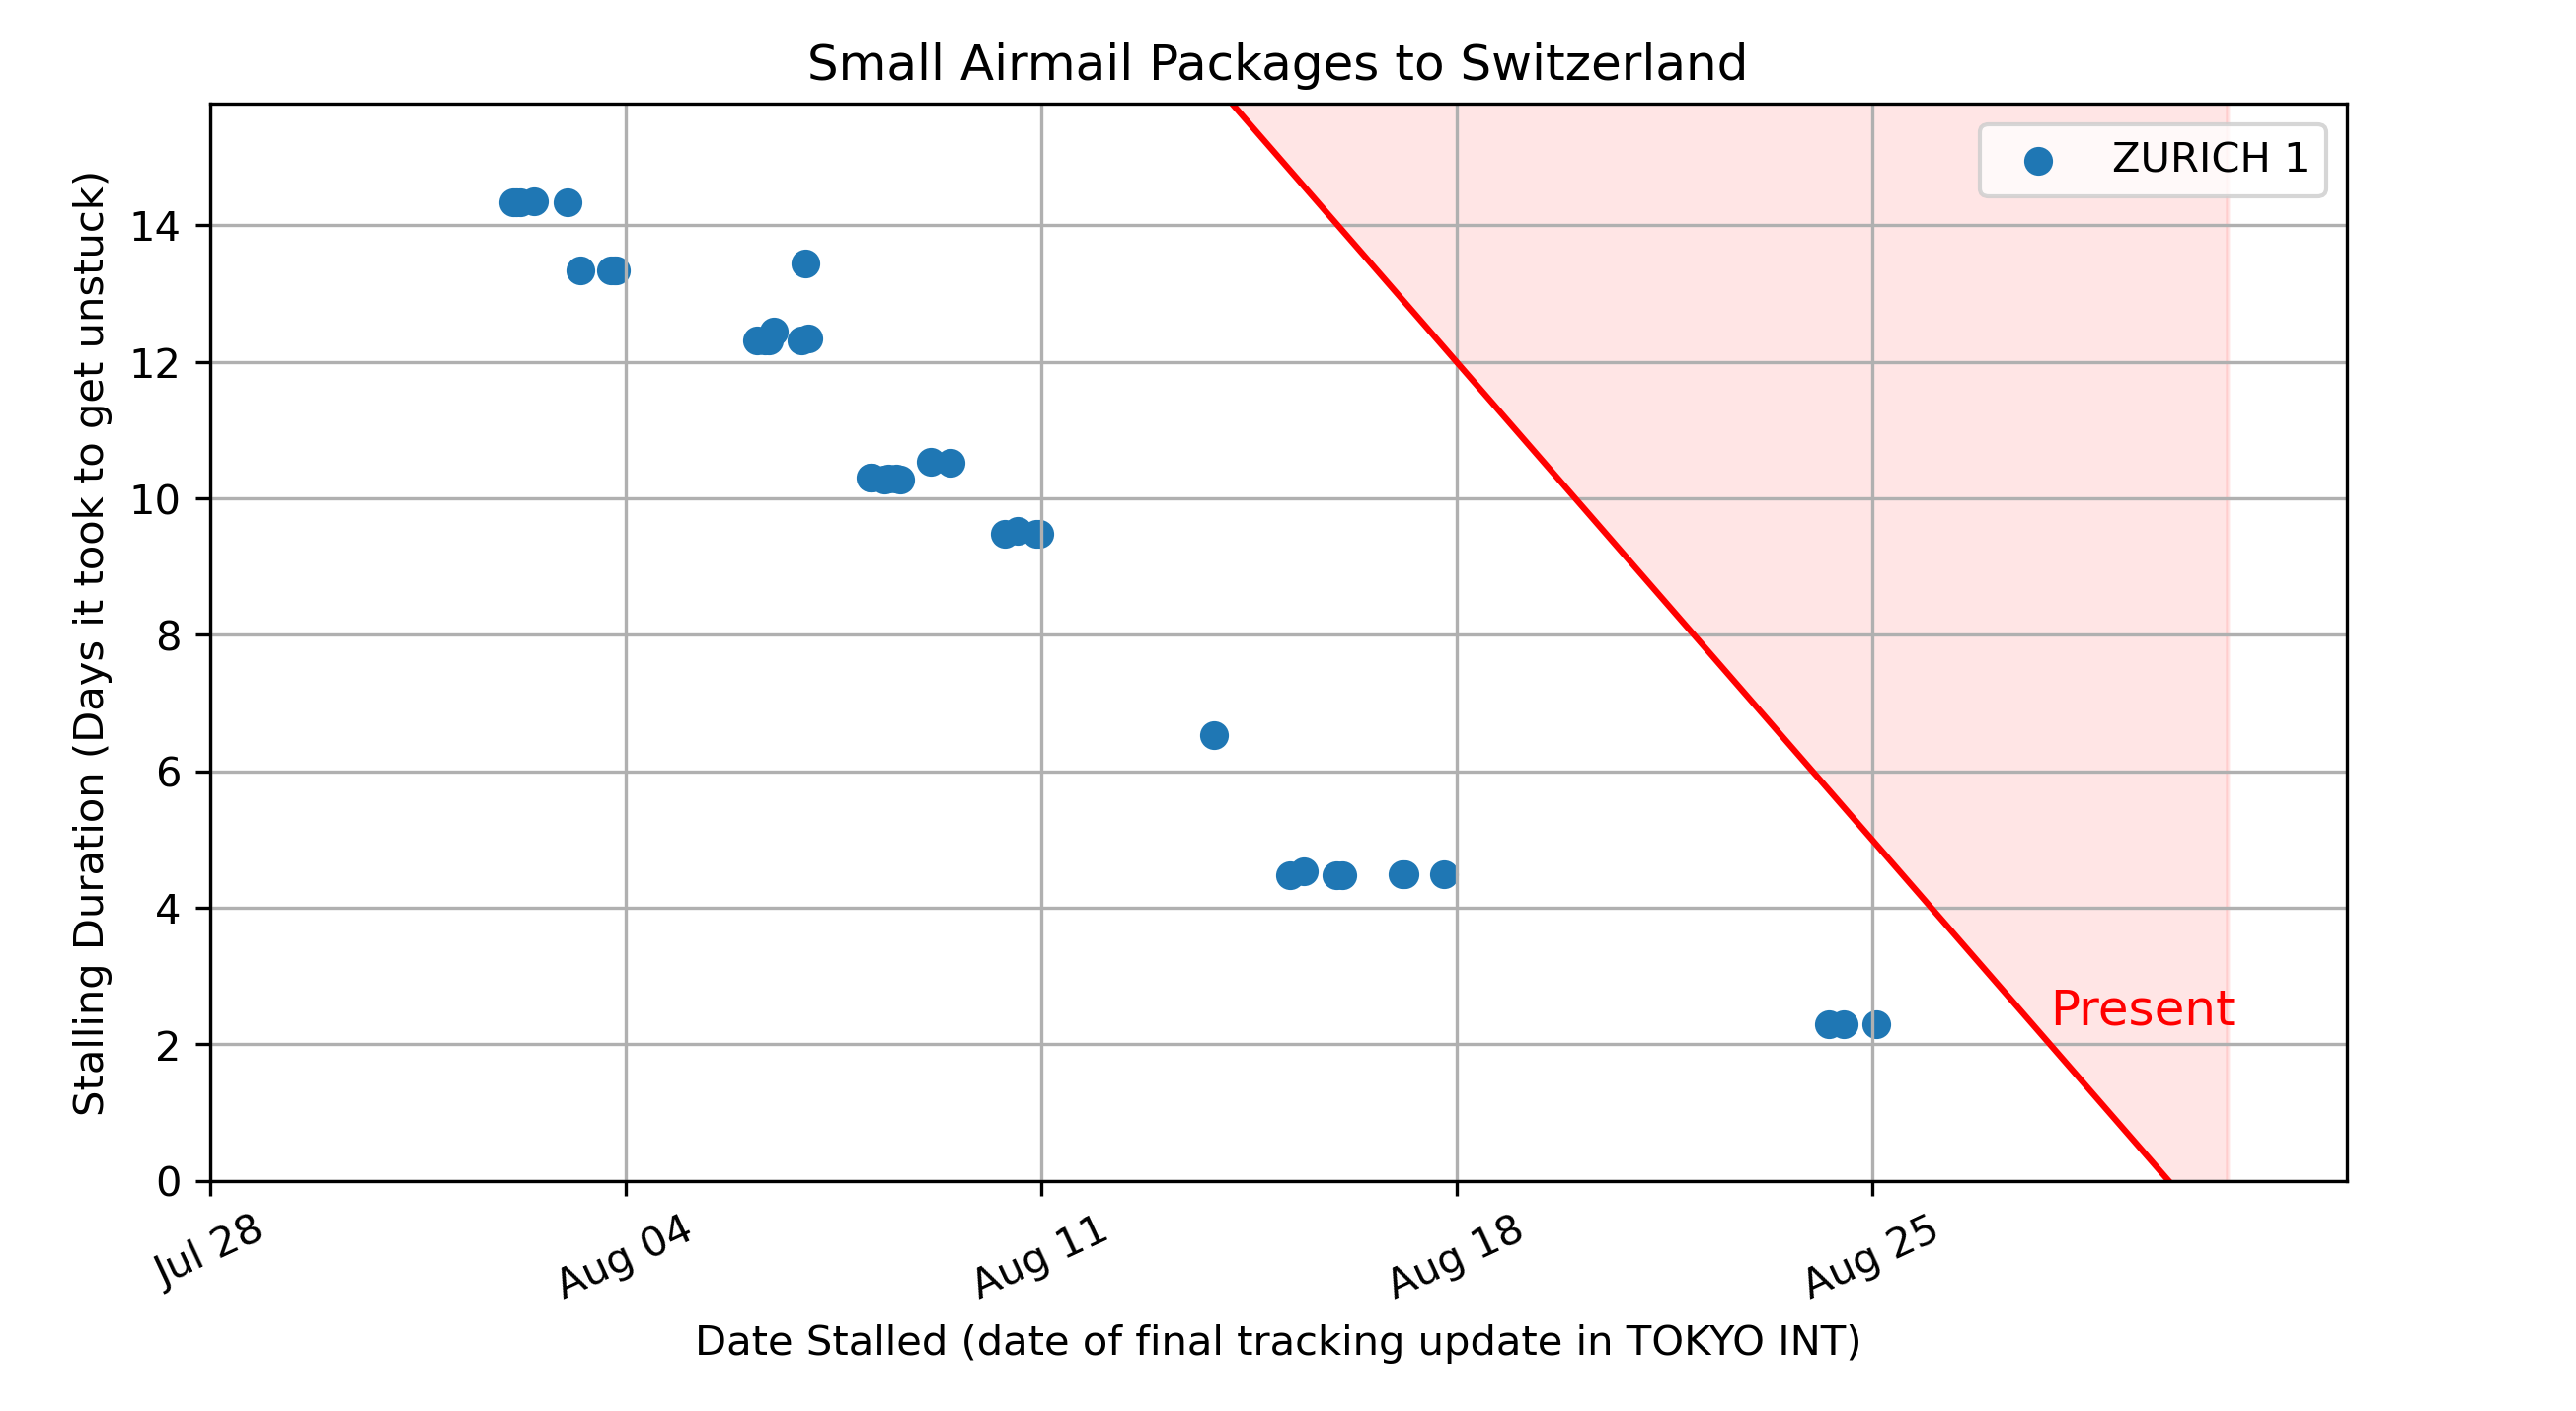 Small Airmail Packages to Switzerland
ZURICH 1
Stalling Duration (Days it took to get unstuck)
14
12
10
8
6
4
2
0
Present
Jul 28
Aug 04
Aug 11
Aug 18
Aug 25
Date Stalled (date of final tracking update in TOKYO INT)